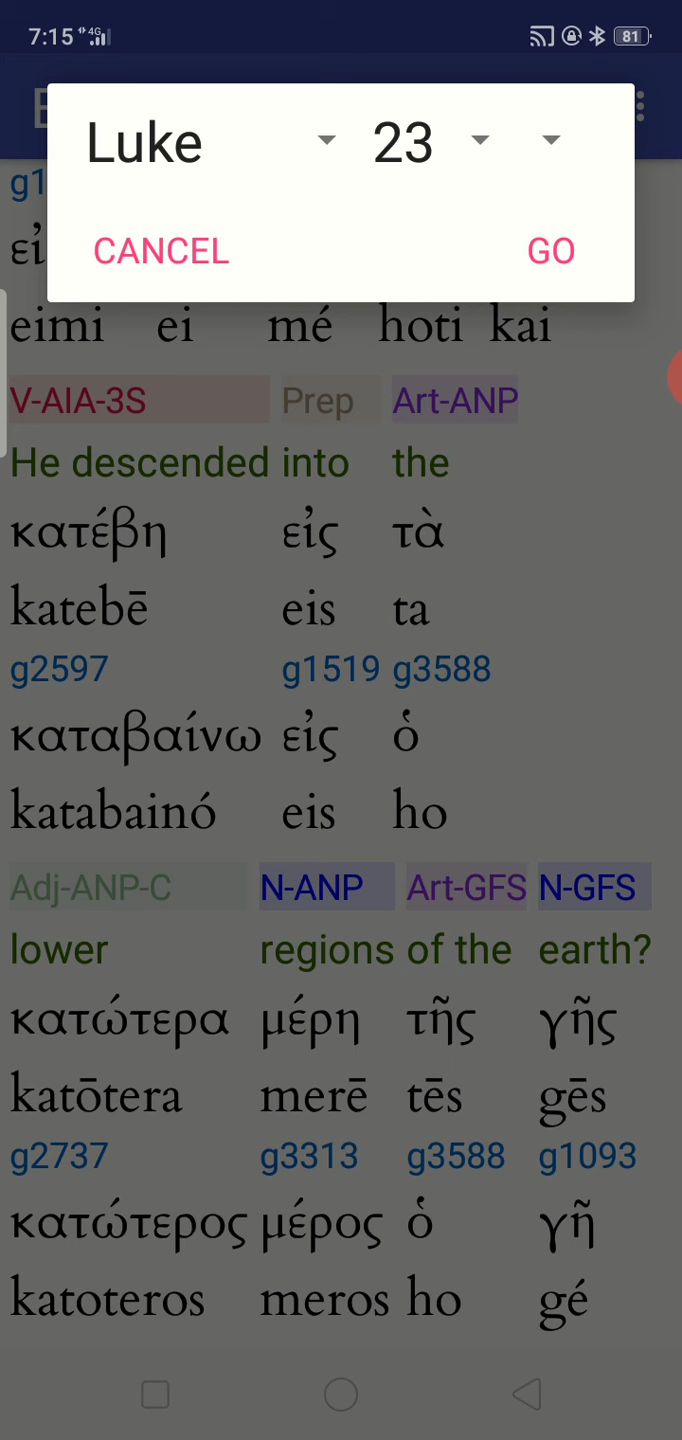 7:15 4G 81
Luke 23
CANCEL GO
g1
εἰ
eimi ei mé hoti kai
V-AIA-3S Prep Art-ANP
He descended into the
κατέβη εἰς τὰ
katebē eis ta
g2597 g1519 g3588
καταβαίνω εἰς ὁ
katabainó eis ho
Adj-ANP-C N-ANP Art-GFS N-GFS
lower regions of the earth?
κατώτερα μέρη τῆς γῆς
katōtera merē tēs gēs
g2737 g3313 g3588 g1093
κατώτερος μέρος ὁ γῆ
katoteros meros ho gé